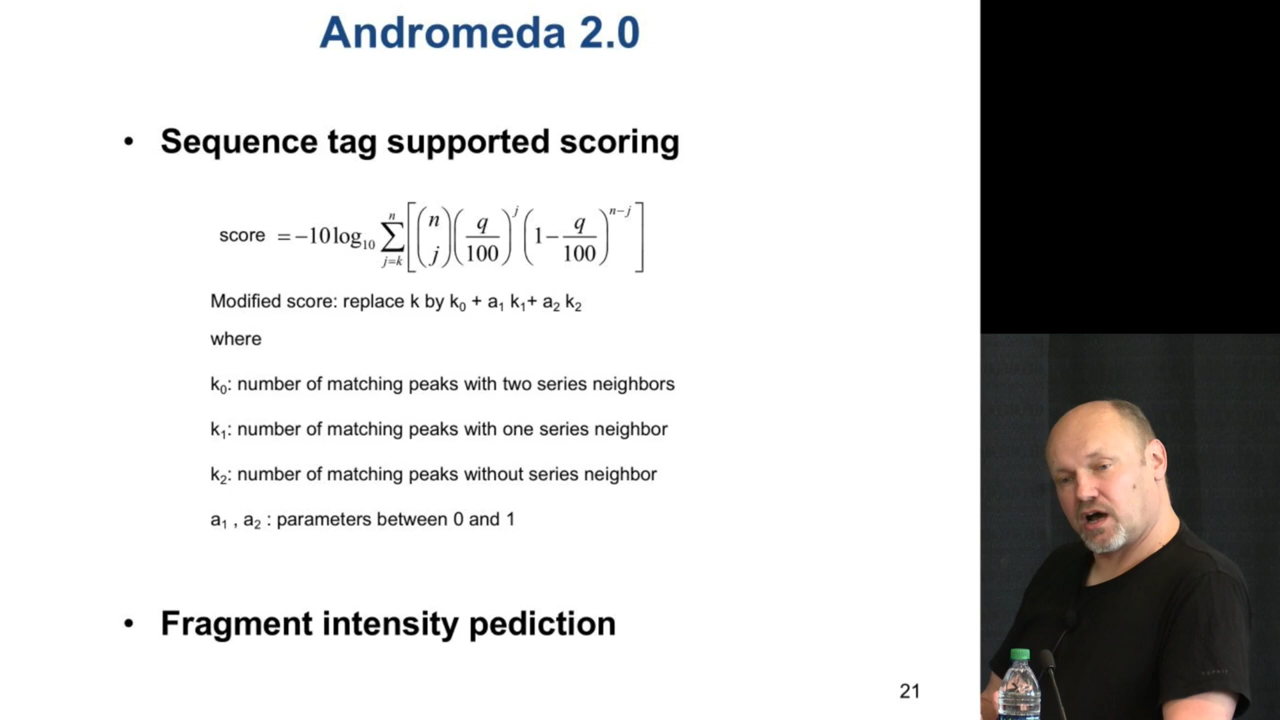 Andromeda 2.0
• Sequence tag supported scoring
score = −10 log₁₀ ∑_{j=k}^{n} [ (n j) (q/100)^j (1− q/100)^{n−j} ]
Modified score: replace k by k₀ + a₁ k₁+ a₂ k₂
where
k₀: number of matching peaks with two series neighbors
k₁: number of matching peaks with one series neighbor
k₂: number of matching peaks without series neighbor
a₁ , a₂ : parameters between 0 and 1
• Fragment intensity pediction
21